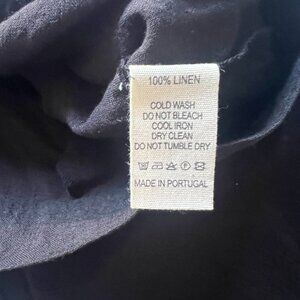 100% LINEN
COLD WASH
DO NOT BLEACH
COOL IRON
DRY CLEAN
DO NOT TUMBLE DRY
MADE IN PORTUGAL